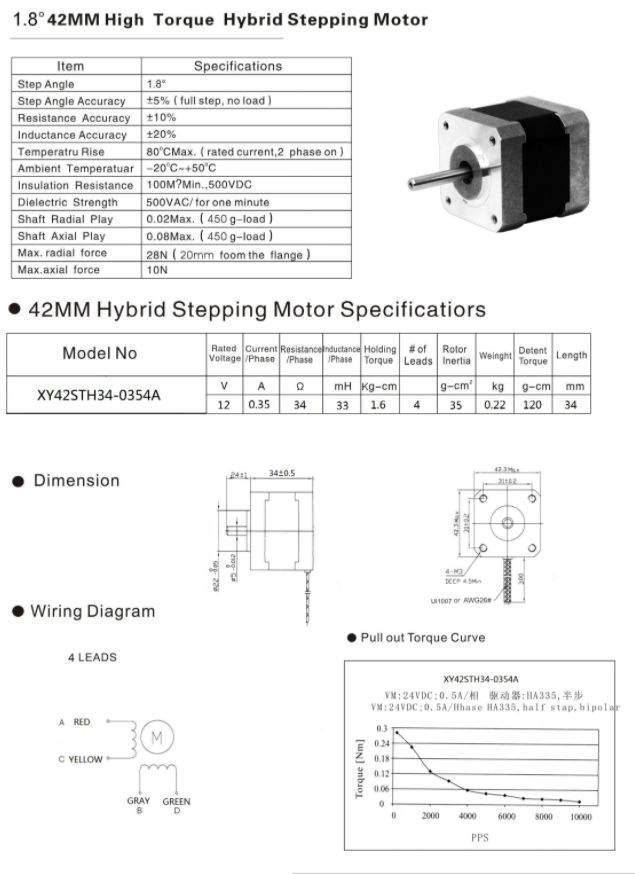 1.8° 42MM High Torque Hybrid Stepping Motor
Item Specifications
Step Angle 1.8°
Step Angle Accuracy ±5% ( full step, no load )
Resistance Accuracy ±10%
Inductance Accuracy ±20%
Temperatru Rise 80°CMax. ( rated current,2 phase on )
Ambient Temperatuar −20°C~+50°C
Insulation Resistance 100M?Min.,500VDC
Dielectric Strength 500VAC/ for one minute
Shaft Radial Play 0.02Max. ( 450 g-load )
Shaft Axial Play 0.08Max. ( 450 g-load )
Max. radial force 28N ( 20mm foom the flange )
Max.axial force 10N
● 42MM Hybrid Stepping Motor Specificatiors
Model No Rated Voltage Current /Phase Resistance /Phase Inductance /Phase Holding Torque # of Leads Rotor Inertia Weinght Detent Torque Length
V A Ω mH Kg-cm g-cm² kg g-cm mm
XY42STH34-0354A 12 0.35 34 33 1.6 4 35 0.22 120 34
● Dimension
24±1 34±0.5
42.3Max
31±0.2
42.3Max 31±0.2
4-M3
DEEP 4.5Min
200
UI1007 or AWG26#
● Wiring Diagram
4 LEADS
A RED
M
C YELLOW
GRAY GREEN
B D
● Pull out Torque Curve
XY42STH34-0354A
VM:24VDC;0.5A/相 驱动器:HA335,半步
VM:24VDC;0.5A/Hhase HA335,half stap,bipolar
Torque [Nm]
0.3
0.24
0.18
0.12
0.06
0
0 2000 4000 6000 8000 10000
PPS